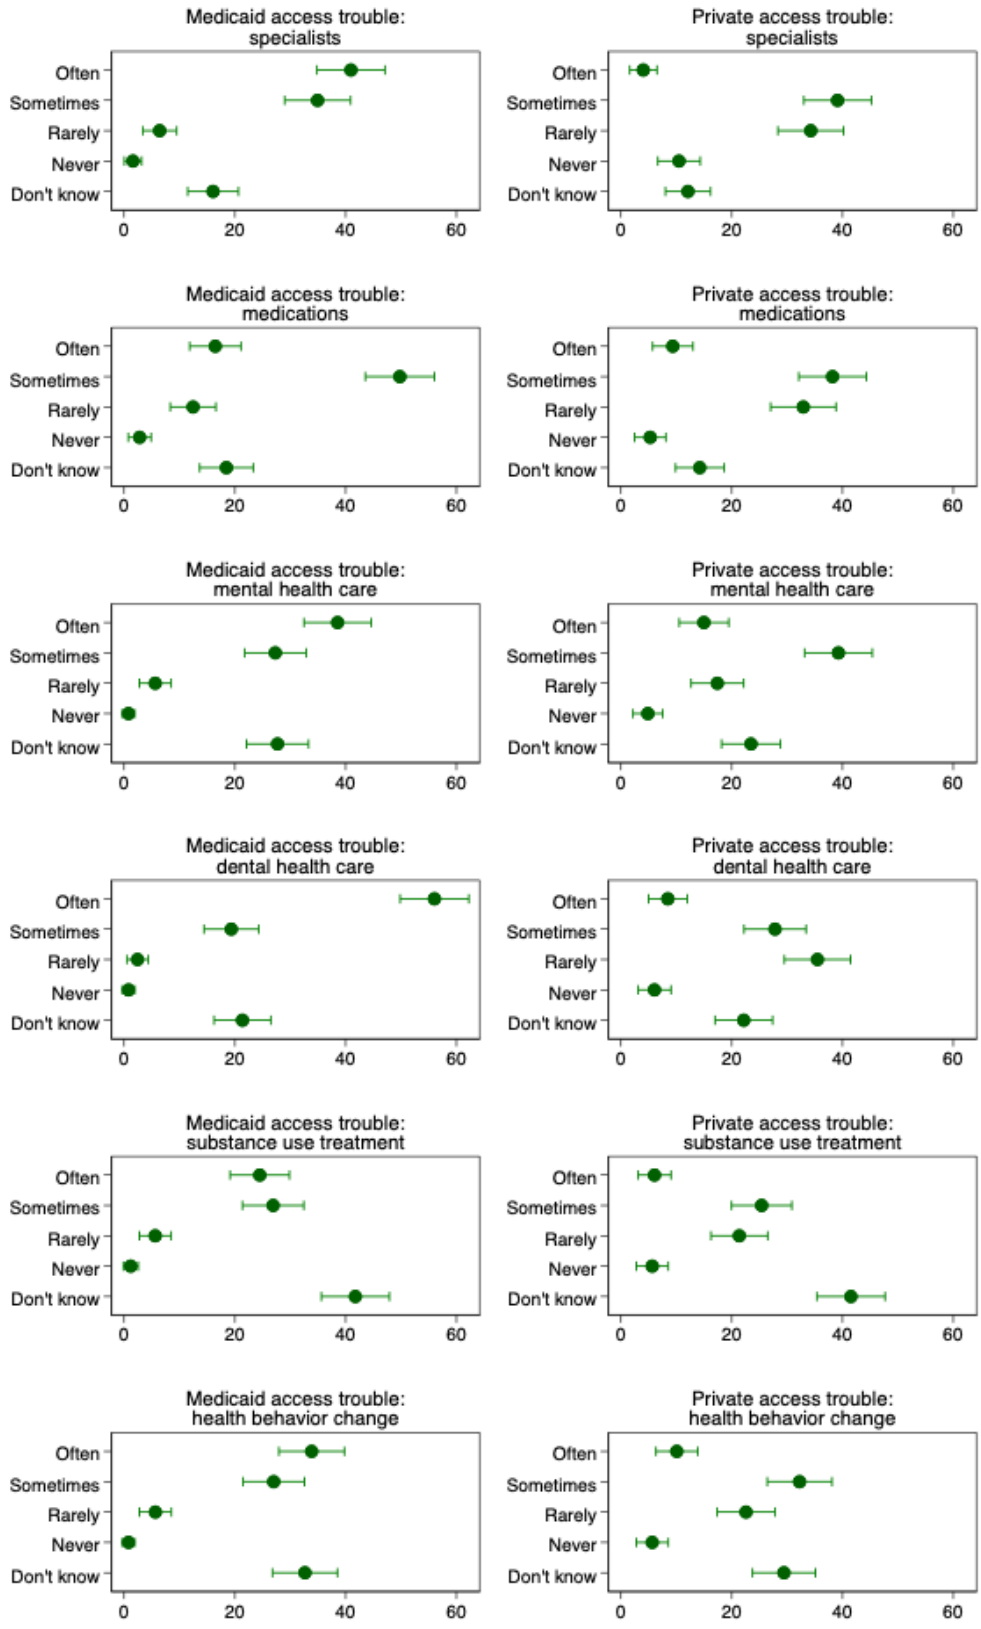 Medicaid access trouble:
specialists
Often
Sometimes
Rarely
Never
Don't know
0 20 40 60
Private access trouble:
specialists
Often
Sometimes
Rarely
Never
Don't know
0 20 40 60
Medicaid access trouble:
medications
Often
Sometimes
Rarely
Never
Don't know
0 20 40 60
Private access trouble:
medications
Often
Sometimes
Rarely
Never
Don't know
0 20 40 60
Medicaid access trouble:
mental health care
Often
Sometimes
Rarely
Never
Don't know
0 20 40 60
Private access trouble:
mental health care
Often
Sometimes
Rarely
Never
Don't know
0 20 40 60
Medicaid access trouble:
dental health care
Often
Sometimes
Rarely
Never
Don't know
0 20 40 60
Private access trouble:
dental health care
Often
Sometimes
Rarely
Never
Don't know
0 20 40 60
Medicaid access trouble:
substance use treatment
Often
Sometimes
Rarely
Never
Don't know
0 20 40 60
Private access trouble:
substance use treatment
Often
Sometimes
Rarely
Never
Don't know
0 20 40 60
Medicaid access trouble:
health behavior change
Often
Sometimes
Rarely
Never
Don't know
0 20 40 60
Private access trouble:
health behavior change
Often
Sometimes
Rarely
Never
Don't know
0 20 40 60